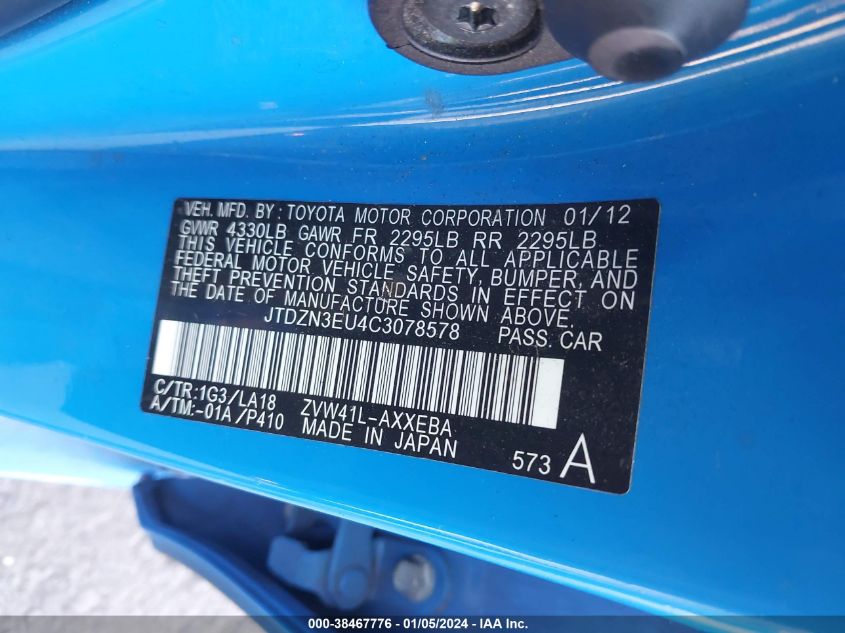 VEH. MFD. BY : TOYOTA MOTOR CORPORATION 01/12
GVWR 4330LB GAWR FR 2295LB RR 2295LB
THIS VEHICLE CONFORMS TO ALL APPLICABLE
FEDERAL MOTOR VEHICLE SAFETY, BUMPER, AND
THEFT PREVENTION STANDARDS IN EFFECT ON
THE DATE OF MANUFACTURE SHOWN ABOVE.
JTDZN3EU4C3078578 PASS. CAR
C/TR:1G3/LA18 ZVW41L-AXXEBA
A/TM:-01A/P410 MADE IN JAPAN
573 A
000-38467776 - 01/05/2024 - IAA Inc.